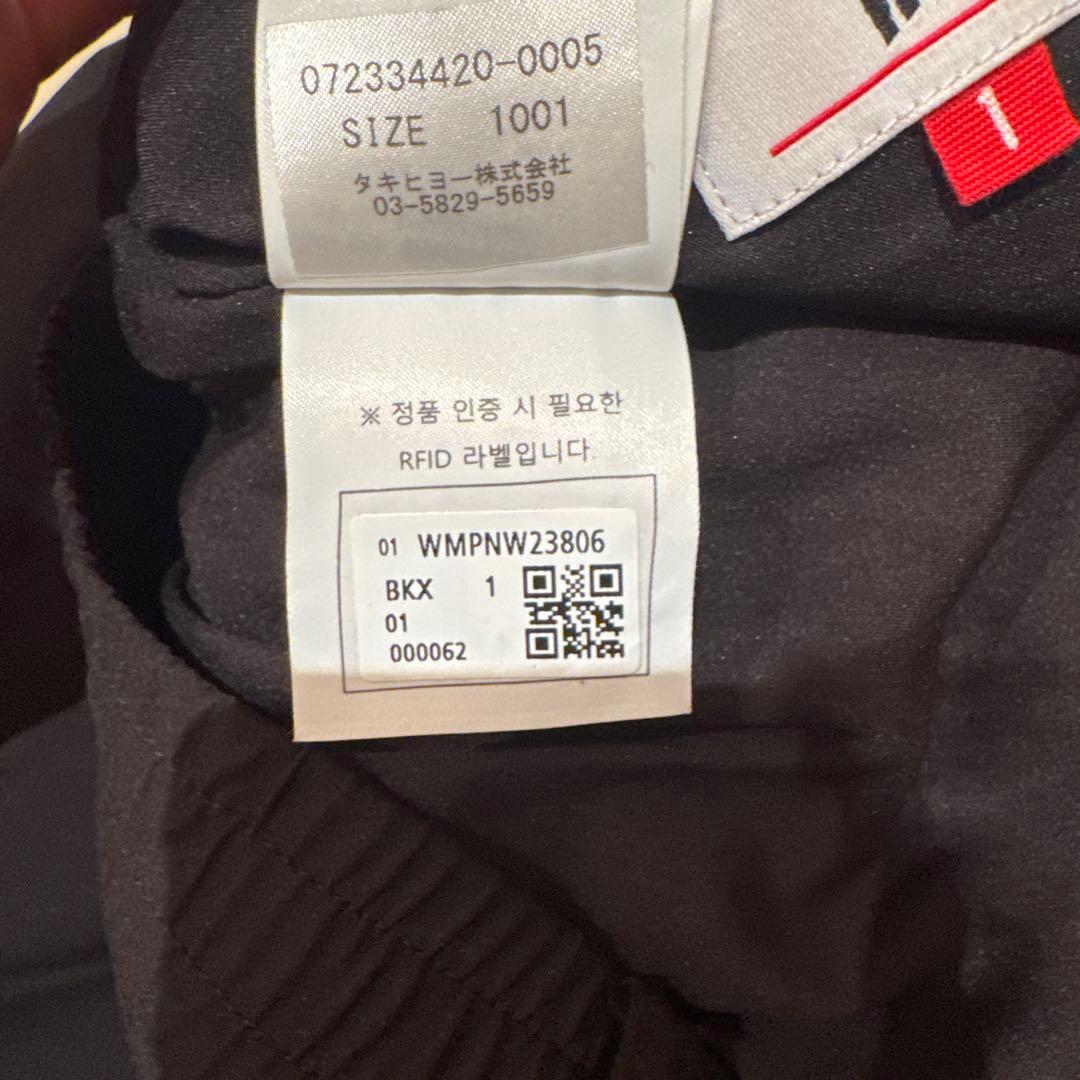 072334420-0005
SIZE 1001
タキヒヨー株式会社
03-5829-5659
1
※ 정품 인증 시 필요한
RFID 라벨입니다.
01 WMPNW23806
BKX 1
01
000062